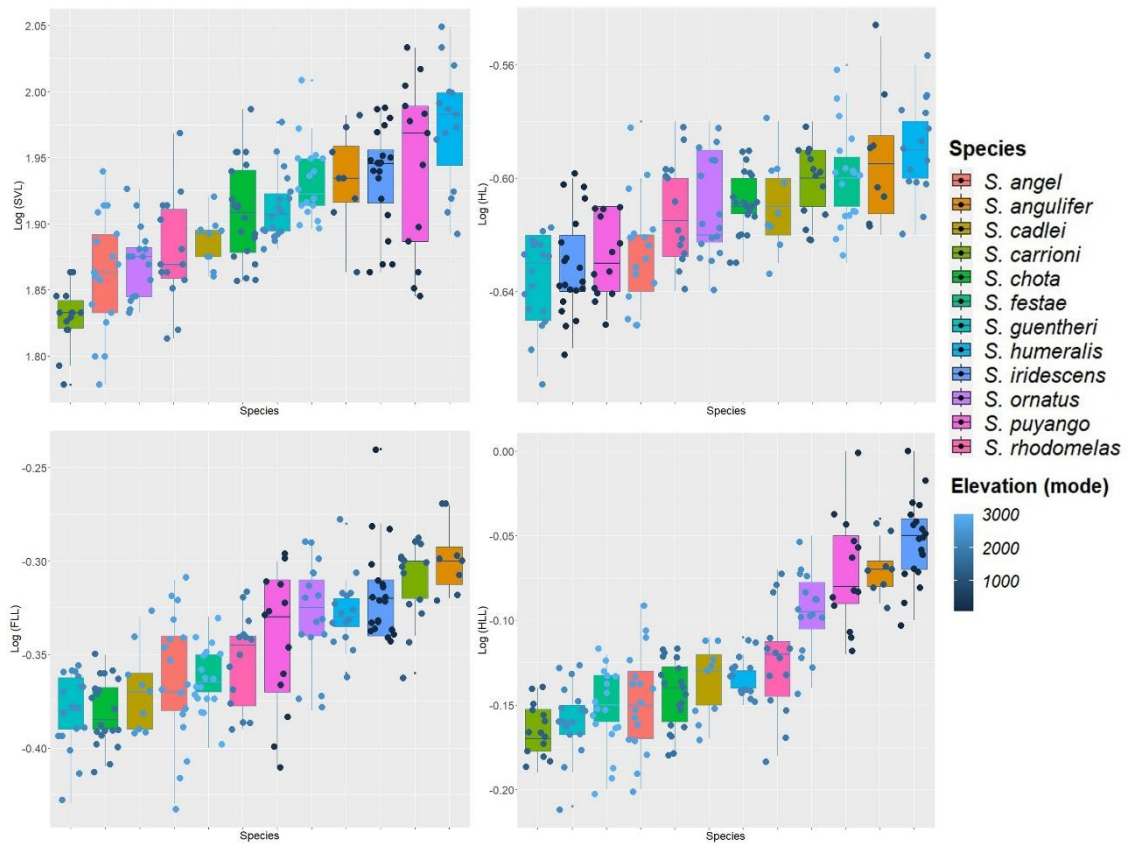 2.05
2.00
1.95
1.90
1.85
1.80
Log (SVL)
Species
-0.56
-0.60
-0.64
Log (HL)
Species
-0.25
-0.30
-0.35
-0.40
Log (FLL)
Species
0.00
-0.05
-0.10
-0.15
-0.20
Log (HLL)
Species
Species
S. angel
S. angulifer
S. cadlei
S. carrioni
S. chota
S. festae
S. guentheri
S. humeralis
S. iridescens
S. ornatus
S. puyango
S. rhodomelas
Elevation (mode)
3000
2000
1000